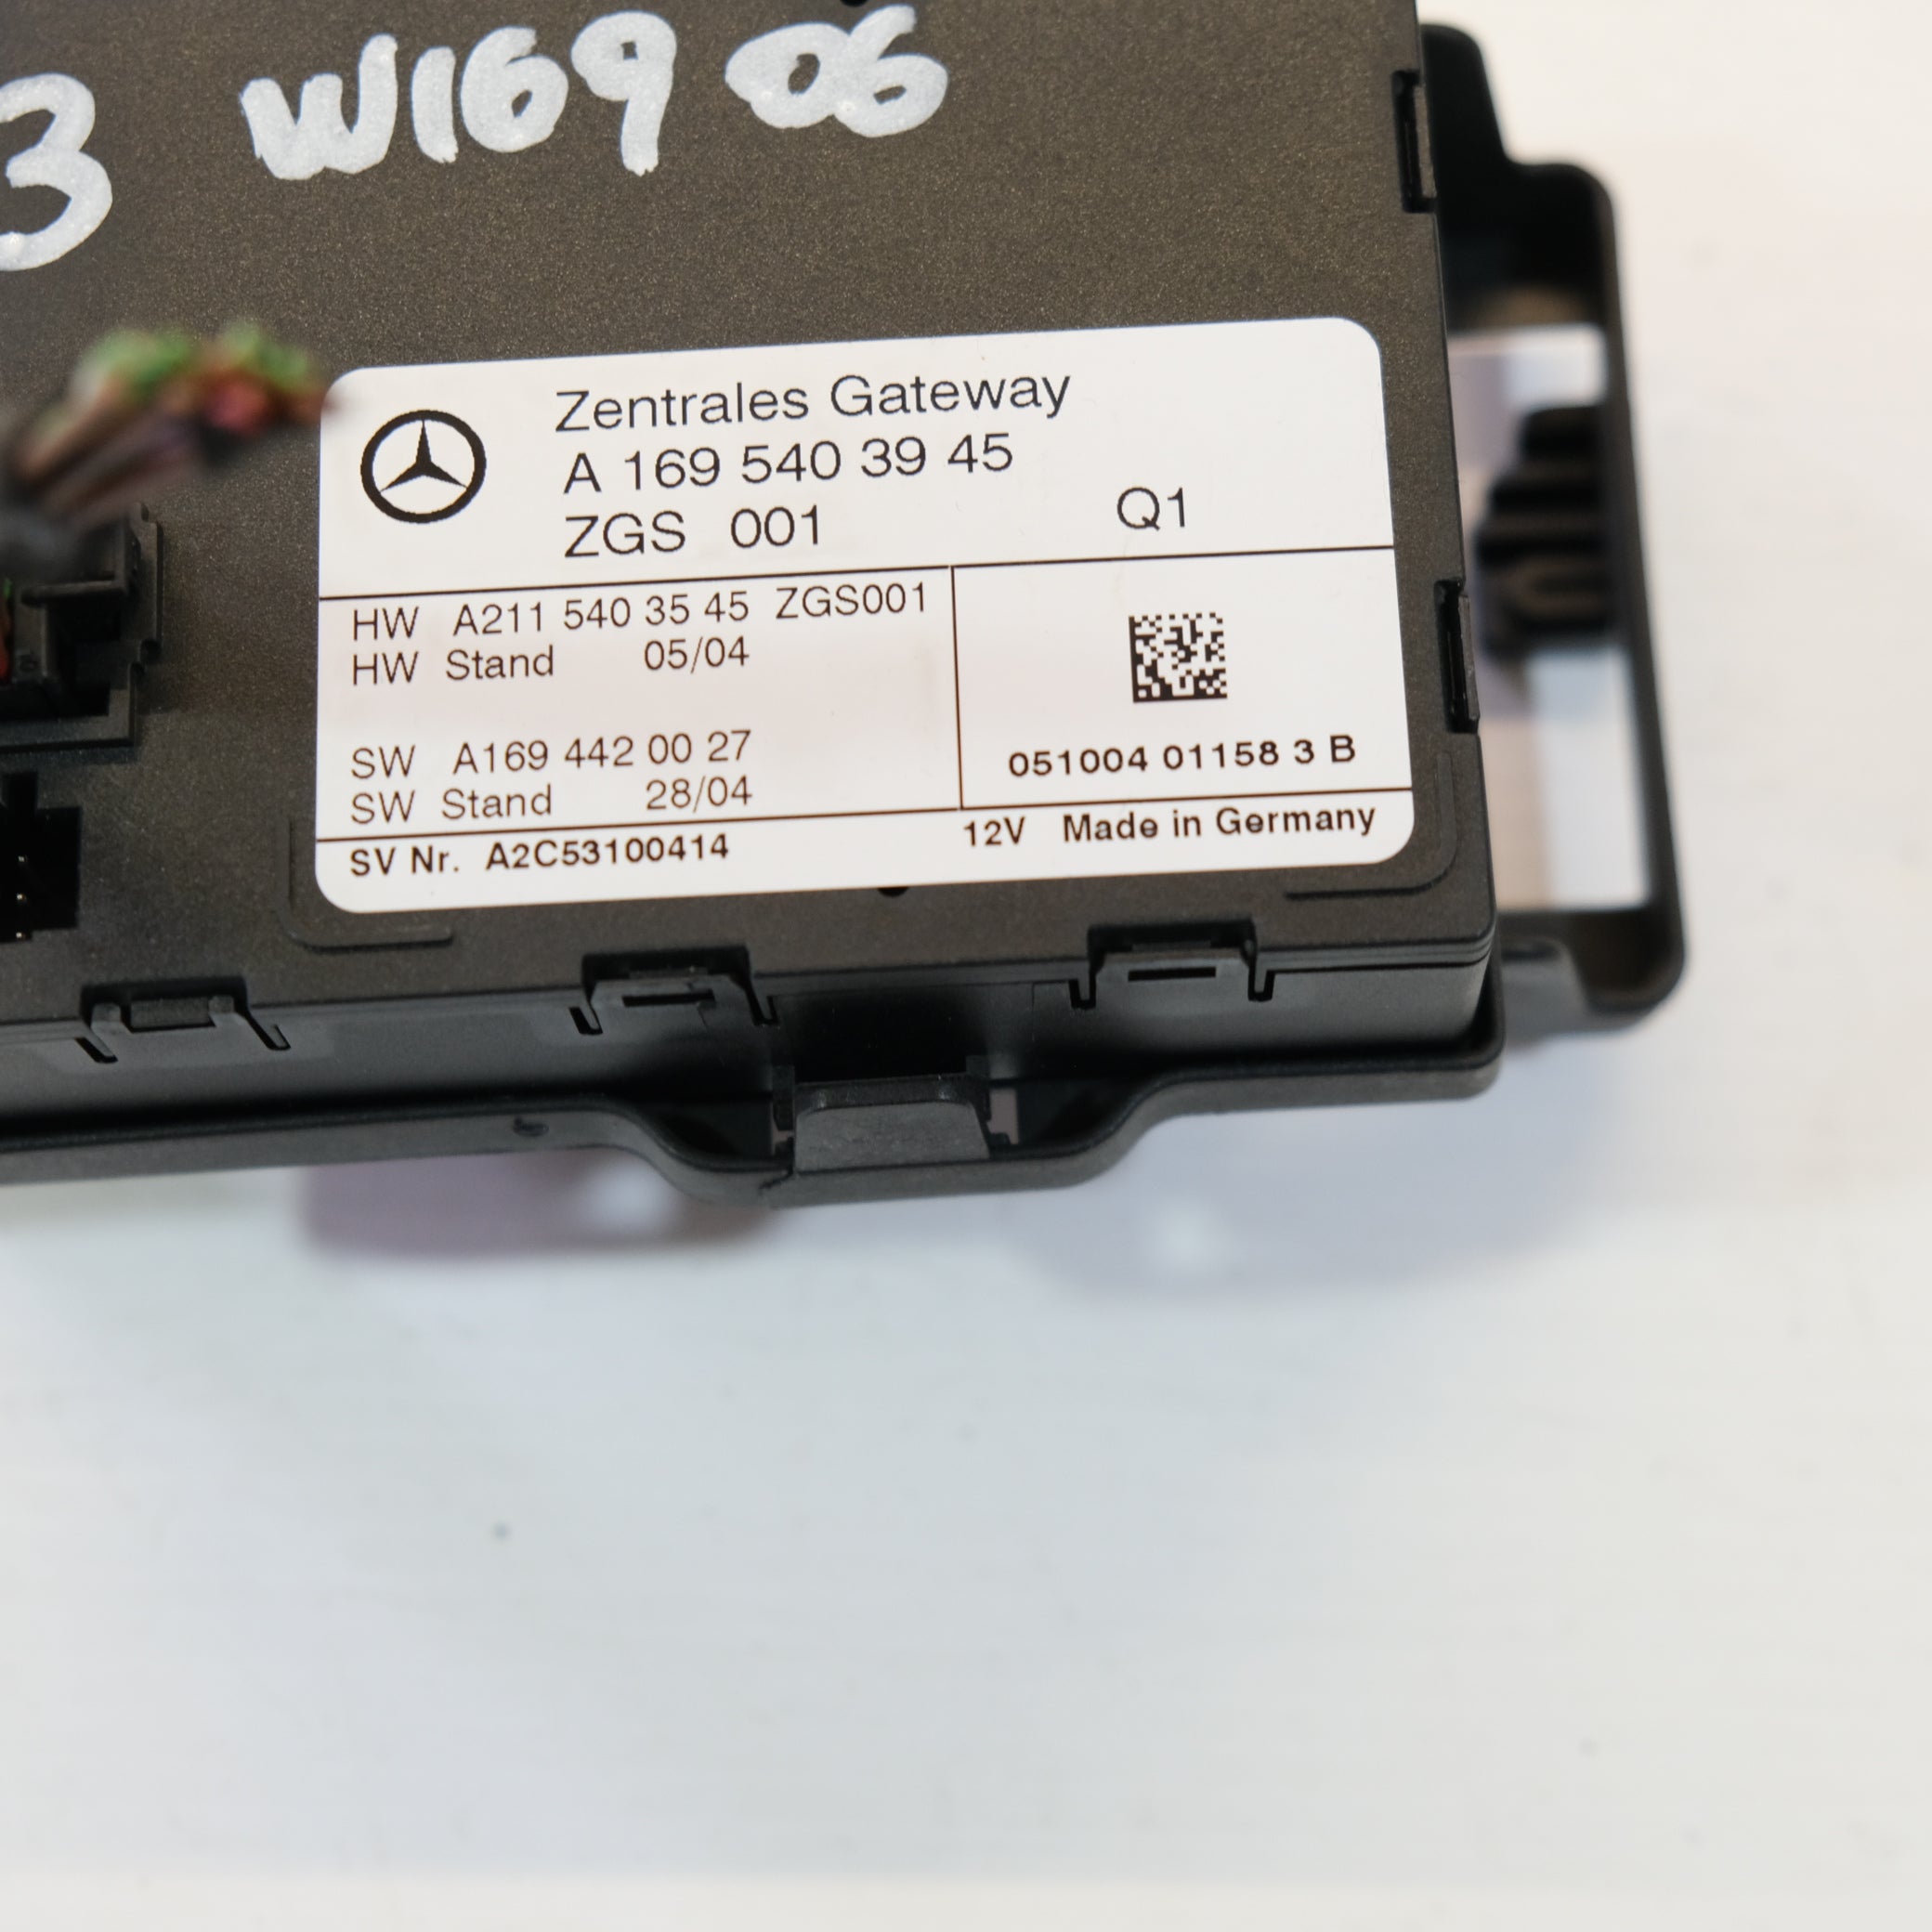 3 W169 06
Zentrales Gateway
A 169 540 39 45
ZGS 001 Q1
HW A211 540 35 45 ZGS001
HW Stand 05/04
SW A169 442 00 27
SW Stand 28/04
051004 01158 3 B
SV Nr. A2C53100414 12V Made in Germany